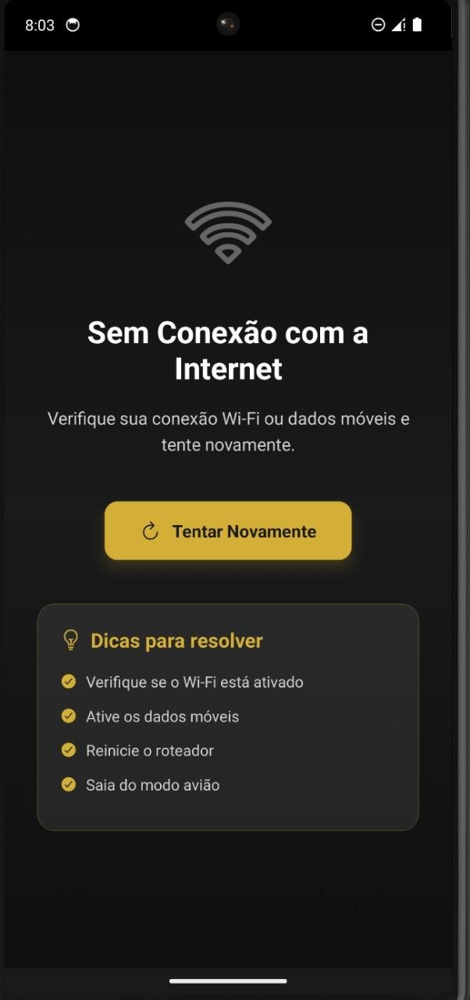 8:03
Sem Conexão com a
Internet
Verifique sua conexão Wi-Fi ou dados móveis e
tente novamente.
Tentar Novamente
Dicas para resolver
Verifique se o Wi-Fi está ativado
Ative os dados móveis
Reinicie o roteador
Saia do modo avião